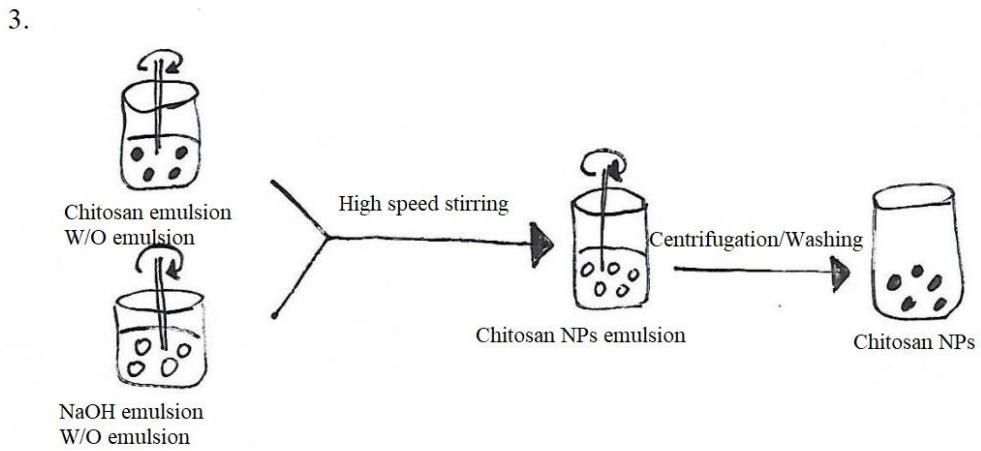 3.
Chitosan emulsion
W/O emulsion
High speed stirring
Centrifugation/Washing
Chitosan NPs emulsion
Chitosan NPs
NaOH emulsion
W/O emulsion